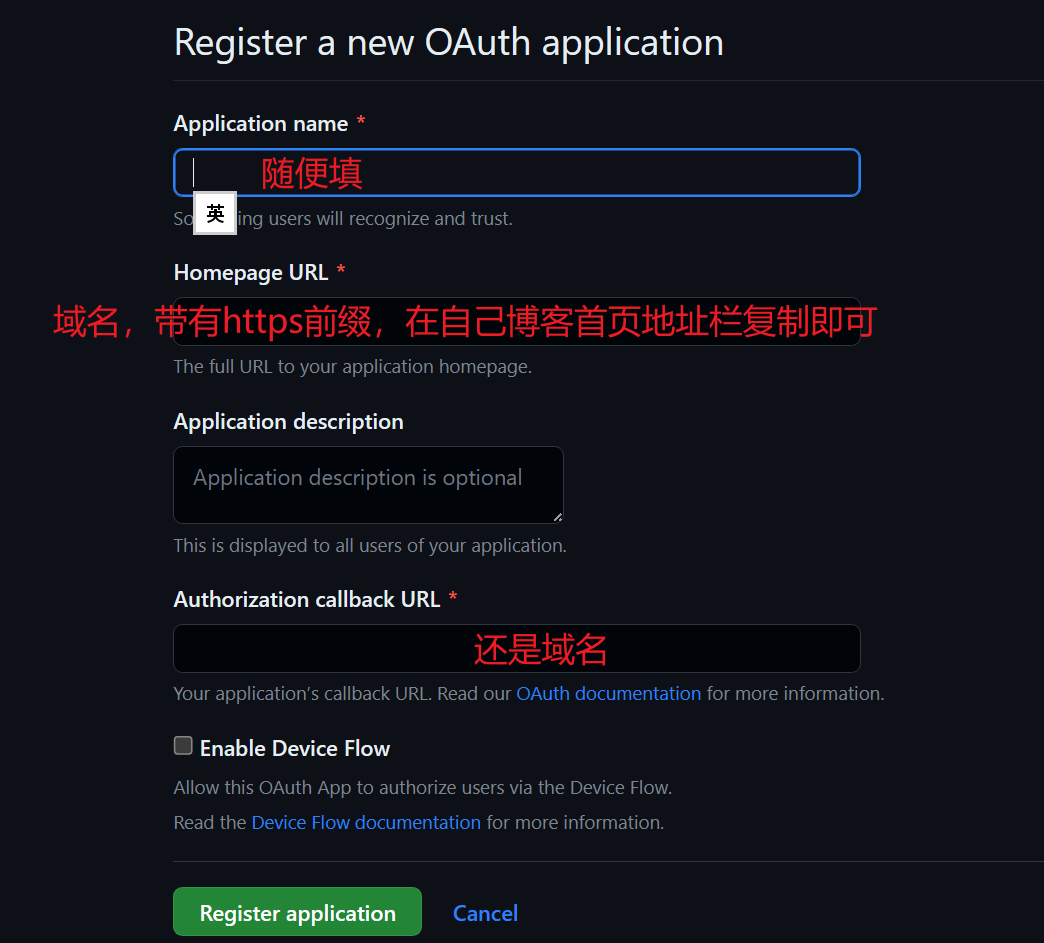 Register a new OAuth application
Application name *
随便填
英
So ing users will recognize and trust.
Homepage URL *
域名，带有https前缀，在自己博客首页地址栏复制即可
The full URL to your application homepage.
Application description
Application description is optional
This is displayed to all users of your application.
Authorization callback URL *
还是域名
Your application's callback URL. Read our OAuth documentation for more information.
Enable Device Flow
Allow this OAuth App to authorize users via the Device Flow.
Read the Device Flow documentation for more information.
Register application
Cancel